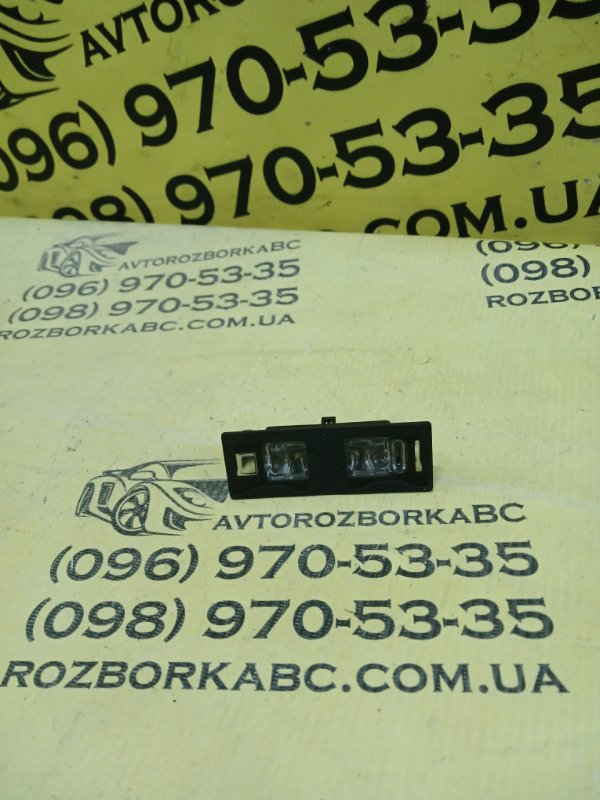 AVTOROZBORKABC
(096) 970-53-35
(098) 970-53-35
.COM.UA
AVTOROZBORKABC
(096) 970-53-35
(098) 970-53-35
ROZBORKABC.COM.UA
(096)
(098)
ROZBOR
AVTOROZBORKABC
(096) 970-53-35
(098) 970-53-35
ROZBORKABC.COM.UA